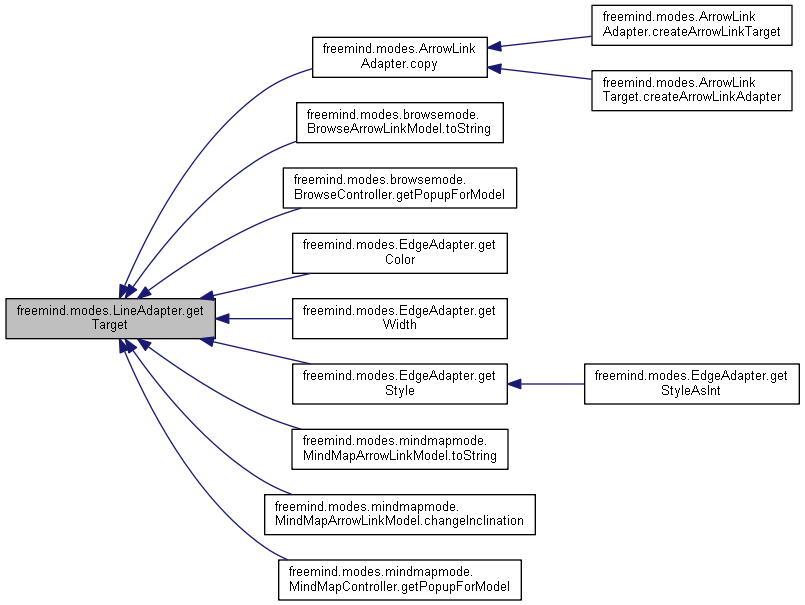 freemind.modes.ArrowLink
Adapter.createArrowLinkTarget
freemind.modes.ArrowLink
Adapter.copy
freemind.modes.ArrowLink
Target.createArrowLinkAdapter
freemind.modes.browsemode.
BrowseArrowLinkModel.toString
freemind.modes.browsemode.
BrowseController.getPopupForModel
freemind.modes.EdgeAdapter.get
Color
freemind.modes.LineAdapter.get
Target
freemind.modes.EdgeAdapter.get
Width
freemind.modes.EdgeAdapter.get
Style
freemind.modes.EdgeAdapter.get
StyleAsInt
freemind.modes.mindmapmode.
MindMapArrowLinkModel.toString
freemind.modes.mindmapmode.
MindMapArrowLinkModel.changeInclination
freemind.modes.mindmapmode.
MindMapController.getPopupForModel